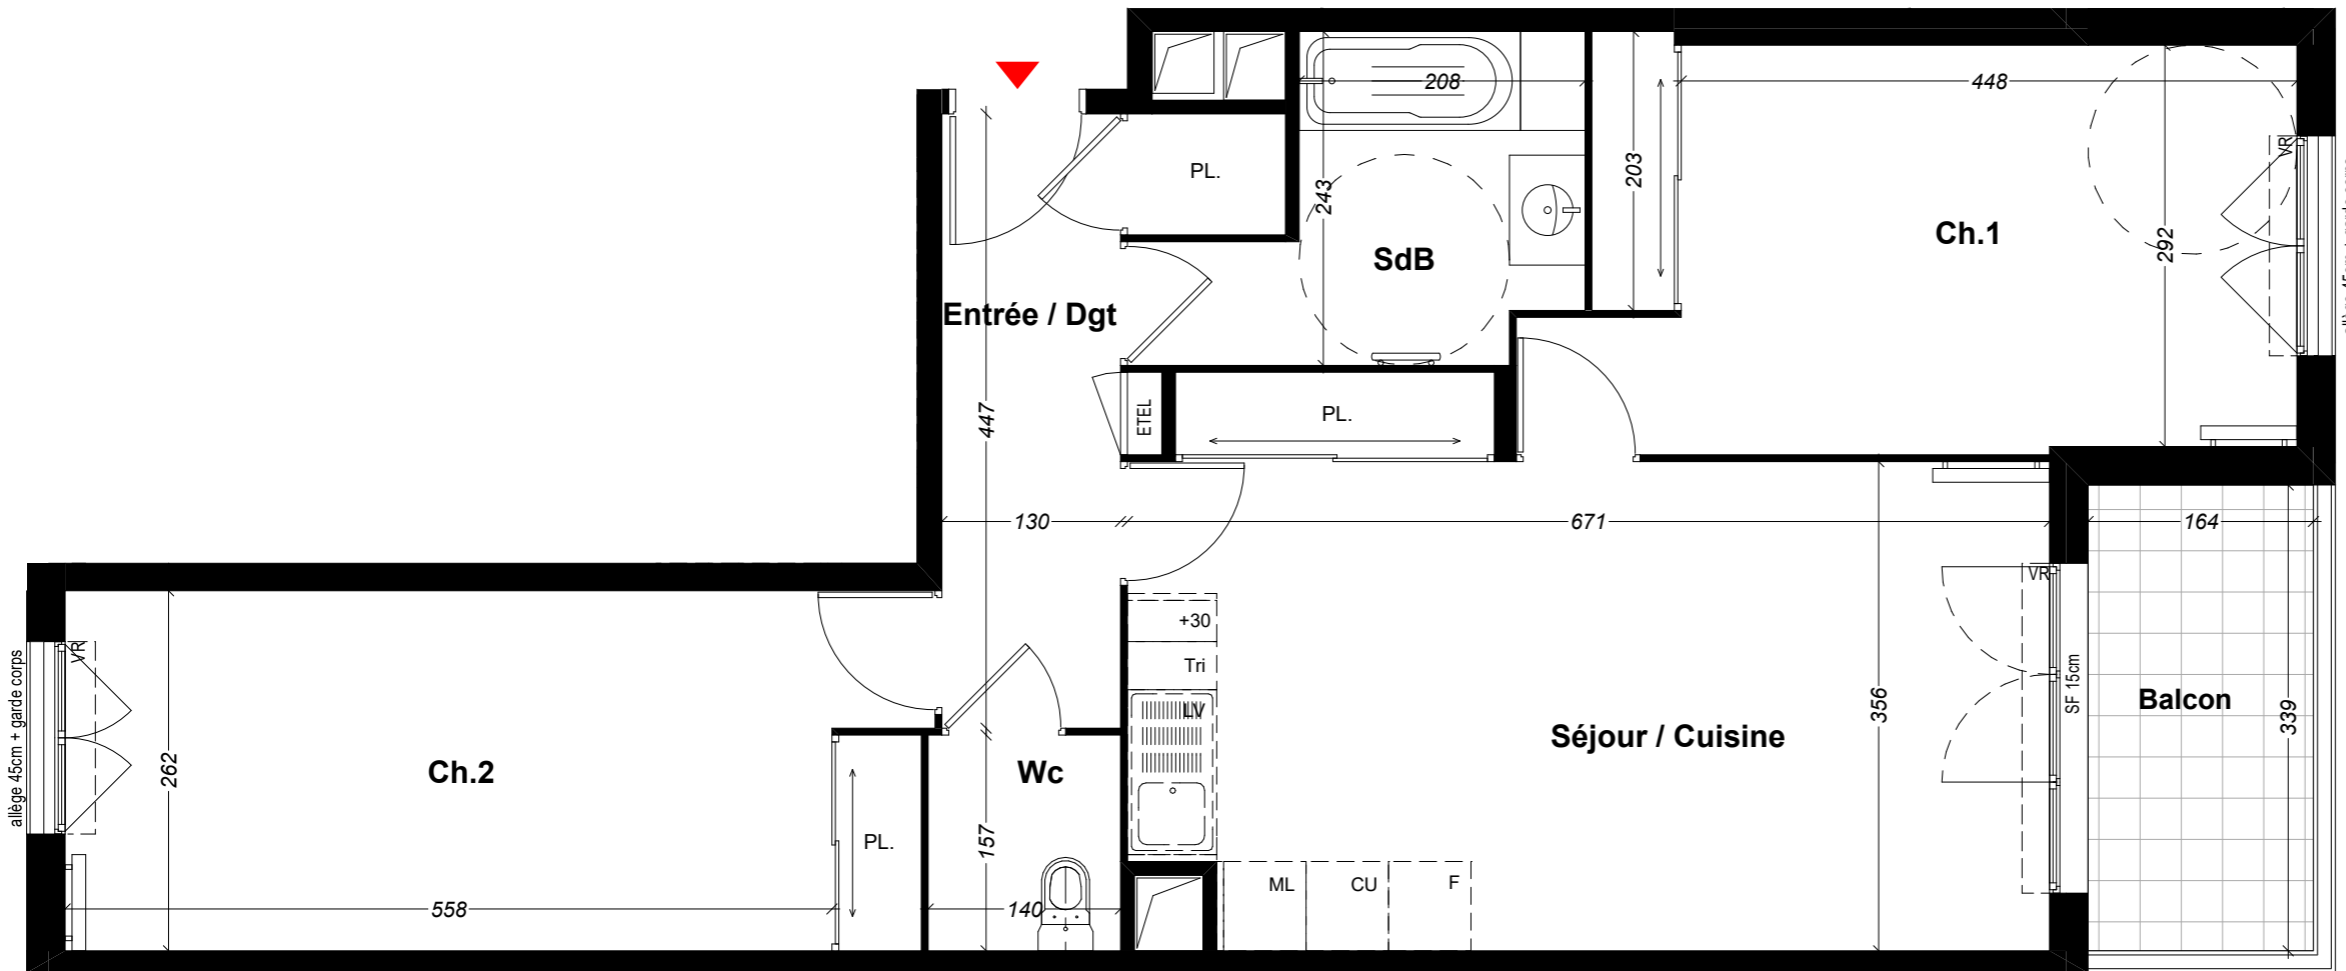 208
448
PL.
203
VR
243
Ch.1
292
SdB
Entrée / Dgt
447
ETEL
PL.
130
671
164
VR
+30
Tri
LV
SF 15cm
356
Balcon
339
Séjour / Cuisine
allège 45cm + garde corps
VR
262
Ch.2
Wc
PL.
157
ML
CU
F
558
140